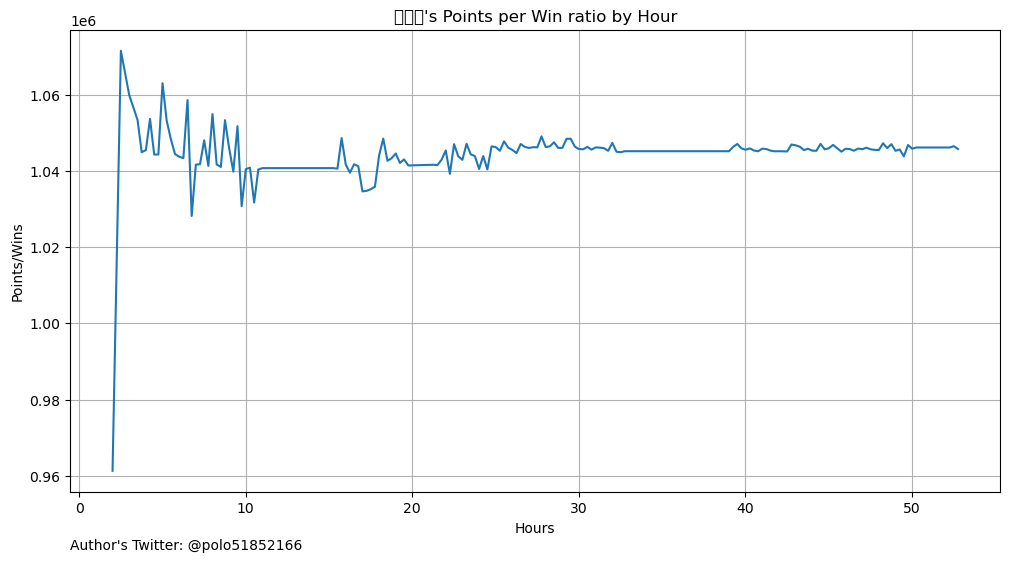 1e6
's Points per Win ratio by Hour
1.06
1.04
1.02
1.00
0.98
0.96
Points/Wins
0 10 20 30 40 50
Hours
Author's Twitter: @polo51852166